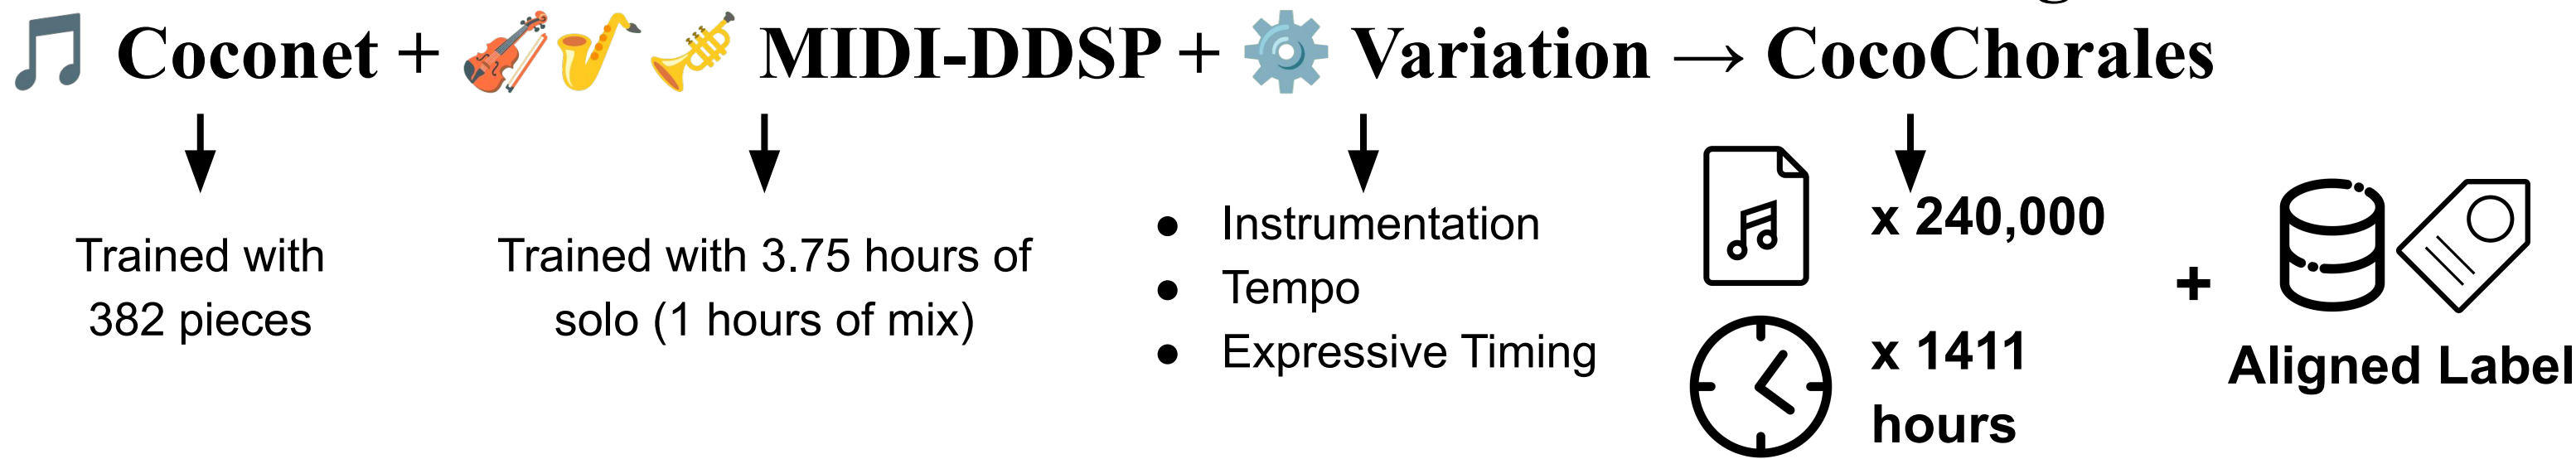 Coconet + MIDI-DDSP + Variation → CocoChorales
Trained with
382 pieces
Trained with 3.75 hours of
solo (1 hours of mix)
● Instrumentation
● Tempo
● Expressive Timing
x 240,000
x 1411
hours
+
Aligned Label